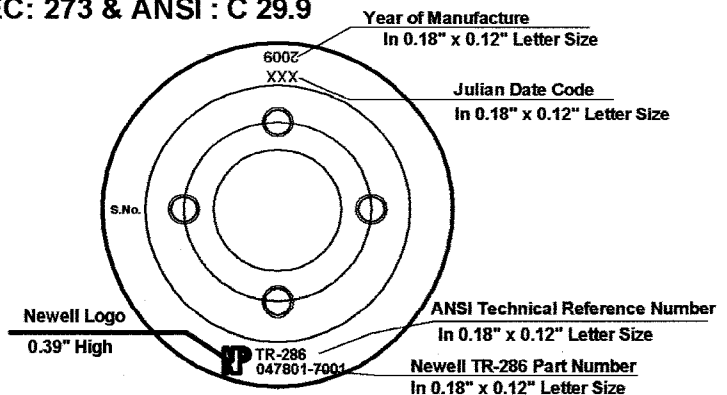 EC: 273 & ANSI : C 29.9
Year of Manufacture
In 0.18" x 0.12" Letter Size
2009
XXX
Julian Date Code
In 0.18" x 0.12" Letter Size
S.No.
Newell Logo
0.39" High
ANSI Technical Reference Number
In 0.18" x 0.12" Letter Size
TR-286
047801-7001
Newell TR-286 Part Number
In 0.18" x 0.12" Letter Size